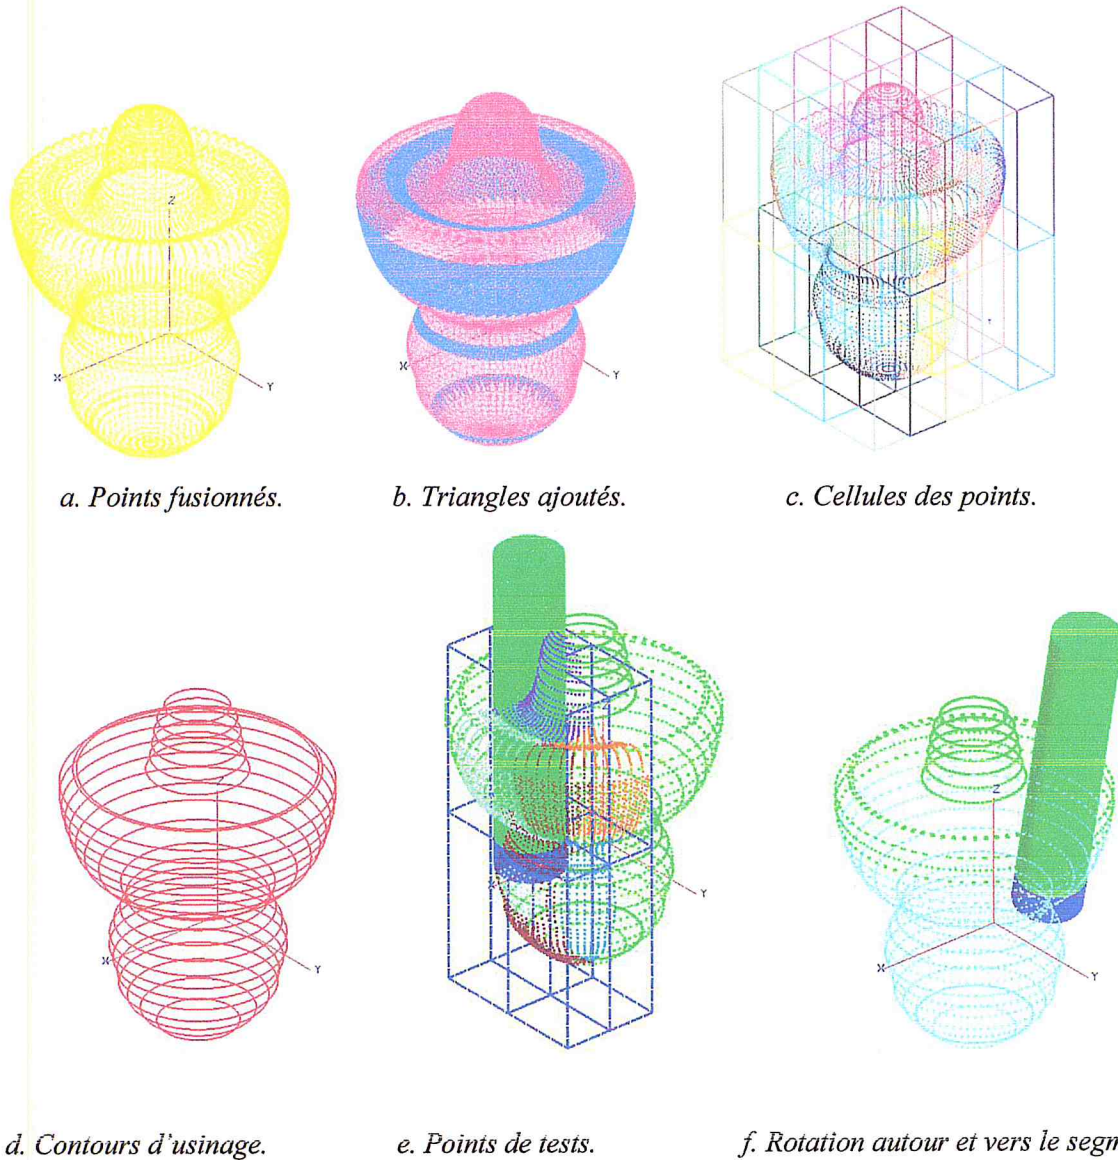 Z
X
Y
X
Y
Y
a. Points fusionnés.
b. Triangles ajoutés.
c. Cellules des points.
X
Y
X
Y
Z
X
Y
d. Contours d'usinage.
e. Points de tests.
f. Rotation autour et vers le segm